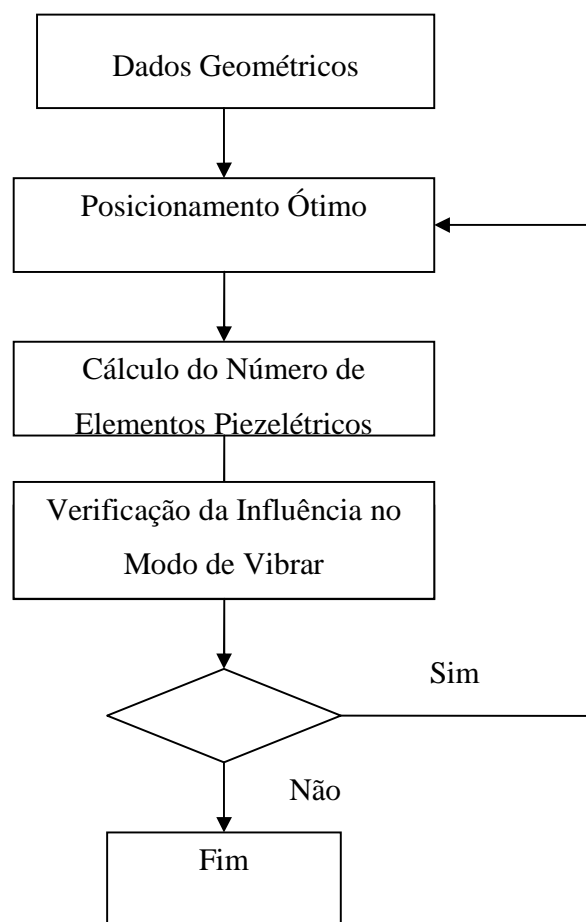 Dados Geométricos
Posicionamento Ótimo
Cálculo do Número de
Elementos Piezelétricos
Verificação da Influência no
Modo de Vibrar
Sim
Não
Fim